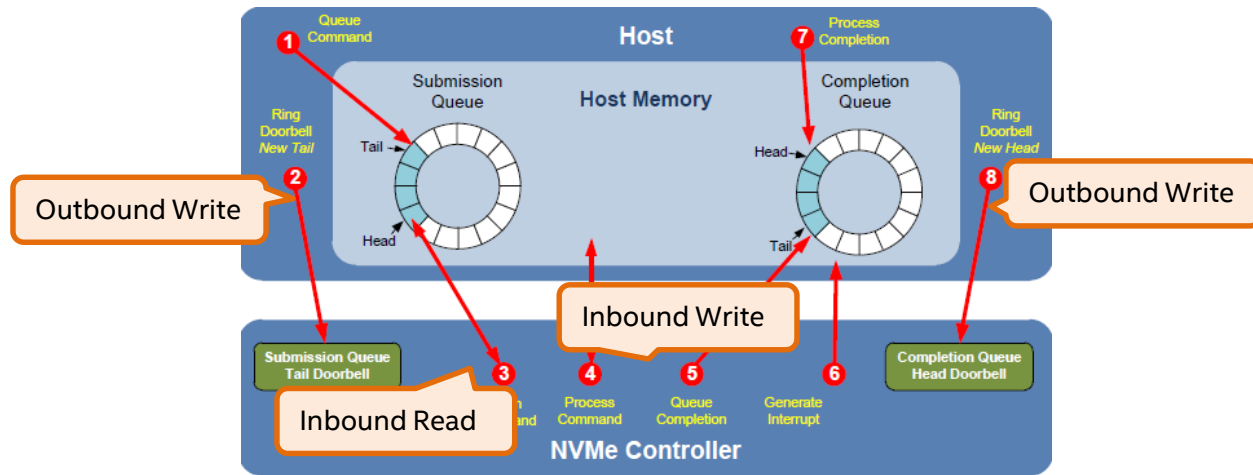 Queue
Command
1
Host
7
Process
Completion
Submission
Queue
Host Memory
Completion
Queue
Ring
Doorbell
New Tail
Tail
Head
Ring
Doorbell
New Head
2
8
Outbound Write
Outbound Write
Head
Tail
Inbound Write
Submission Queue
Tail Doorbell
3
4
5
6
Completion Queue
Head Doorbell
Inbound Read
Process
Command
Queue
Completion
Generate
Interrupt
NVMe Controller